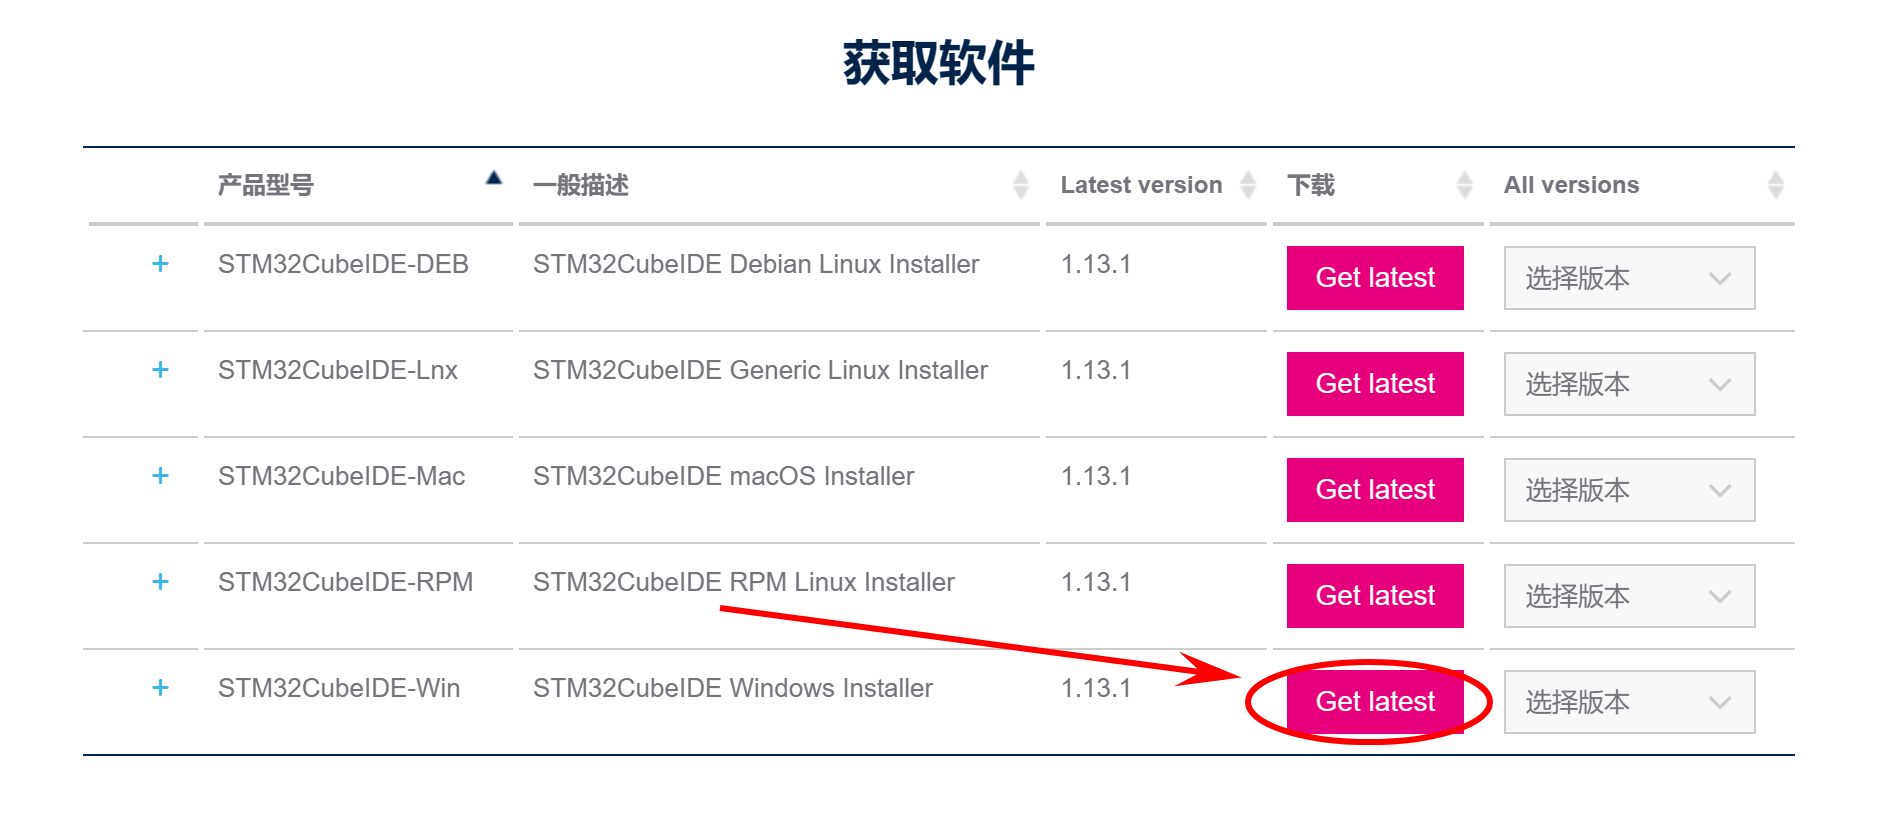 获取软件
产品型号 一般描述 Latest version 下载 All versions
+ STM32CubeIDE-DEB STM32CubeIDE Debian Linux Installer 1.13.1 Get latest 选择版本
+ STM32CubeIDE-Lnx STM32CubeIDE Generic Linux Installer 1.13.1 Get latest 选择版本
+ STM32CubeIDE-Mac STM32CubeIDE macOS Installer 1.13.1 Get latest 选择版本
+ STM32CubeIDE-RPM STM32CubeIDE RPM Linux Installer 1.13.1 Get latest 选择版本
+ STM32CubeIDE-Win STM32CubeIDE Windows Installer 1.13.1 Get latest 选择版本